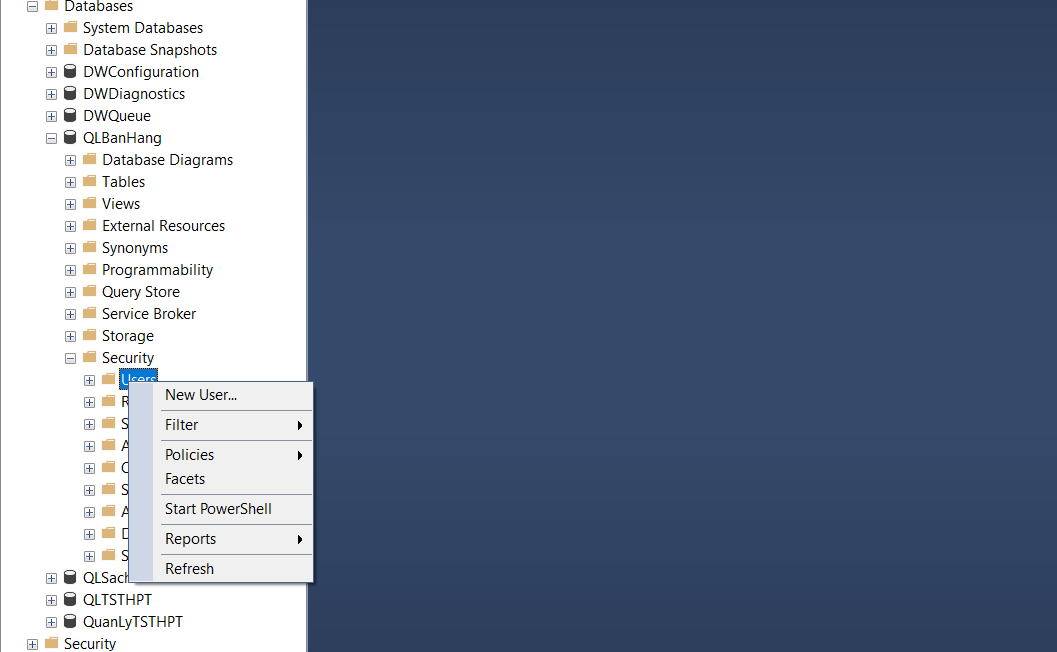 Databases
System Databases
Database Snapshots
DWConfiguration
DWDiagnostics
DWQueue
QLBanHang
Database Diagrams
Tables
Views
External Resources
Synonyms
Programmability
Query Store
Service Broker
Storage
Security
Users
New User...
Filter
Policies
Facets
Start PowerShell
Reports
Refresh
R
S
A
C
S
A
D
S
QLSach
QLTSTHPT
QuanLyTSTHPT
Security